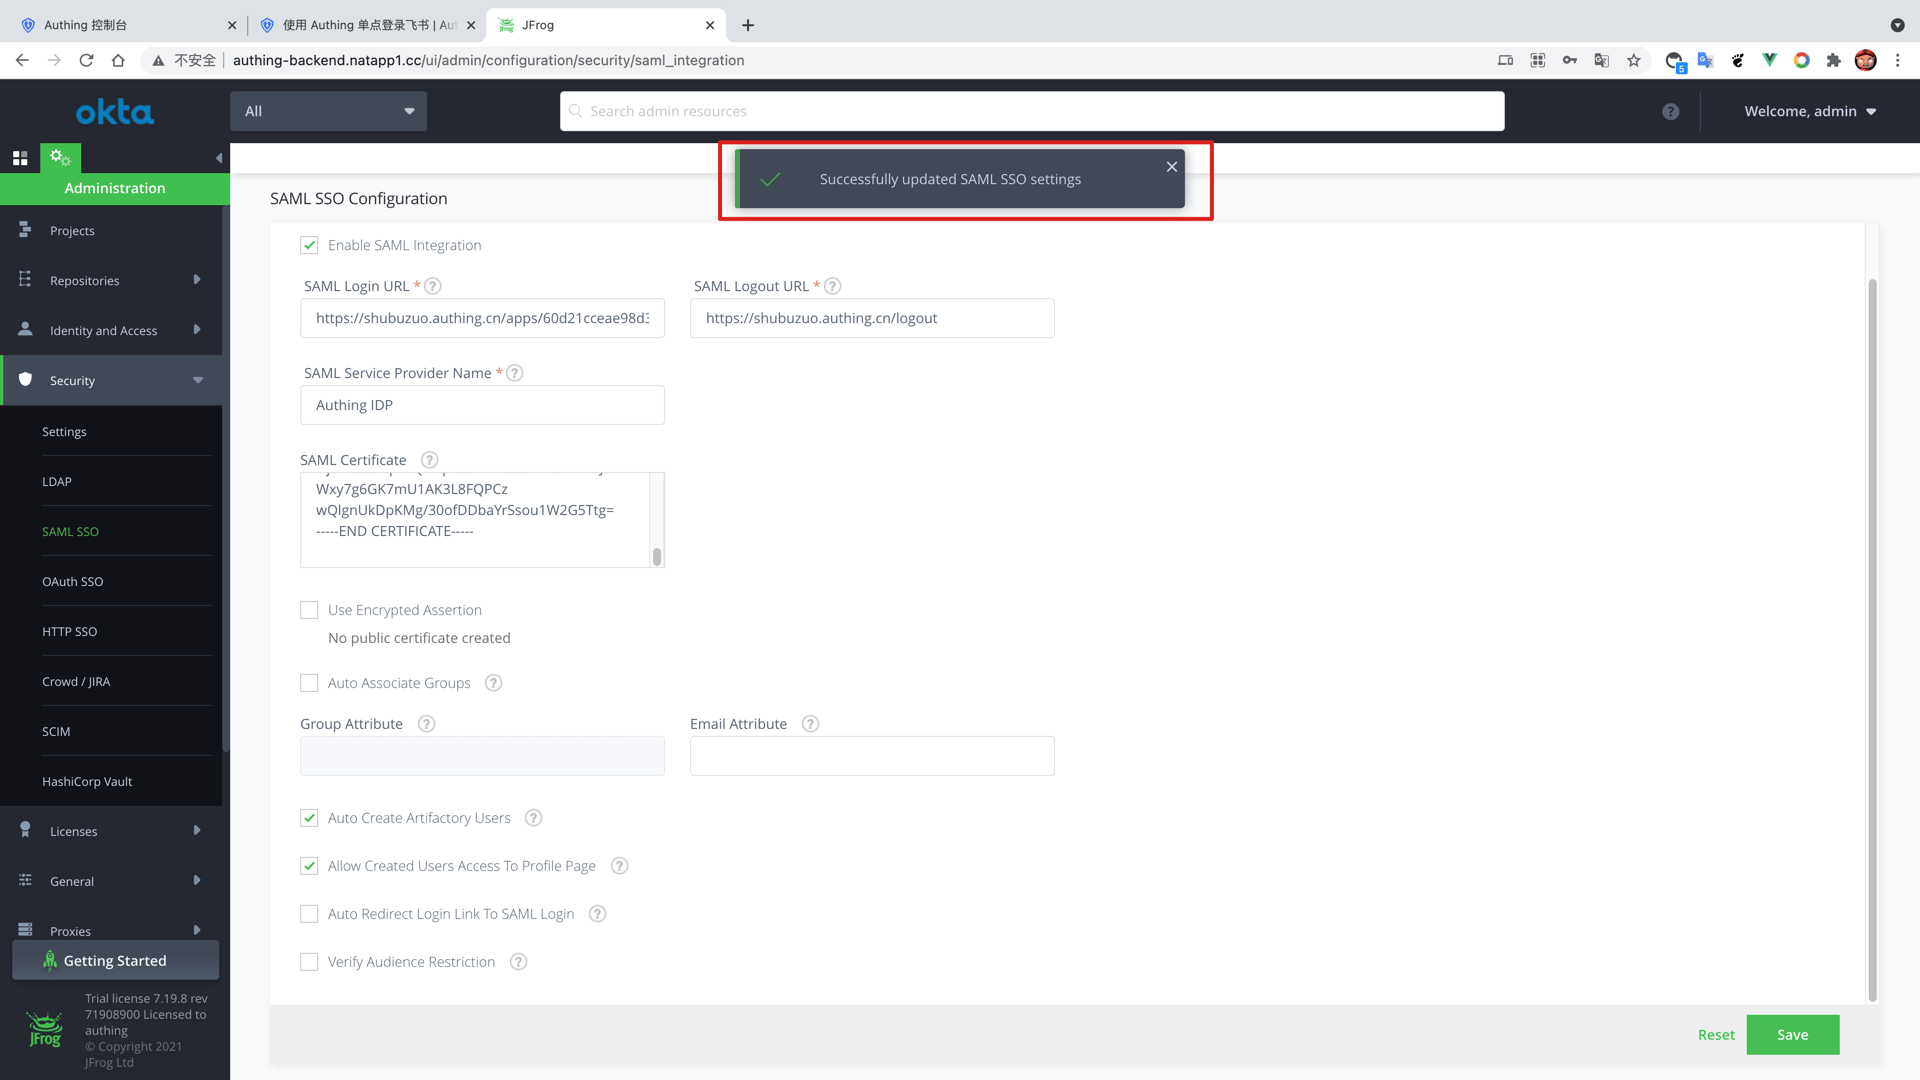 Authing 控制台
使用 Authing 单点登录飞书 | Aut
JFrog
不安全
authing-backend.natapp1.cc/ui/admin/configuration/security/saml_integration
5
okta
All
Search admin resources
Welcome, admin
Administration
Successfully updated SAML SSO settings
Projects
Repositories
Identity and Access
Security
Settings
LDAP
SAML SSO
OAuth SSO
HTTP SSO
Crowd / JIRA
SCIM
HashiCorp Vault
Licenses
General
Proxies
Getting Started
Trial license 7.19.8 rev
71908900 Licensed to
authing
© Copyright 2021
JFrog Ltd
JFrog
SAML SSO Configuration
Enable SAML Integration
SAML Login URL * ?
https://shubuzuo.authing.cn/apps/60d21cceae98d3
SAML Logout URL * ?
https://shubuzuo.authing.cn/logout
SAML Service Provider Name * ?
Authing IDP
SAML Certificate ?
Wxy7g6GK7mU1AK3L8FQPCz
wQlgnUkDpKMg/30ofDDbaYrSsou1W2G5Ttg=
-----END CERTIFICATE-----
Use Encrypted Assertion
No public certificate created
Auto Associate Groups ?
Group Attribute ?
Email Attribute ?
Auto Create Artifactory Users ?
Allow Created Users Access To Profile Page ?
Auto Redirect Login Link To SAML Login ?
Verify Audience Restriction ?
Reset
Save